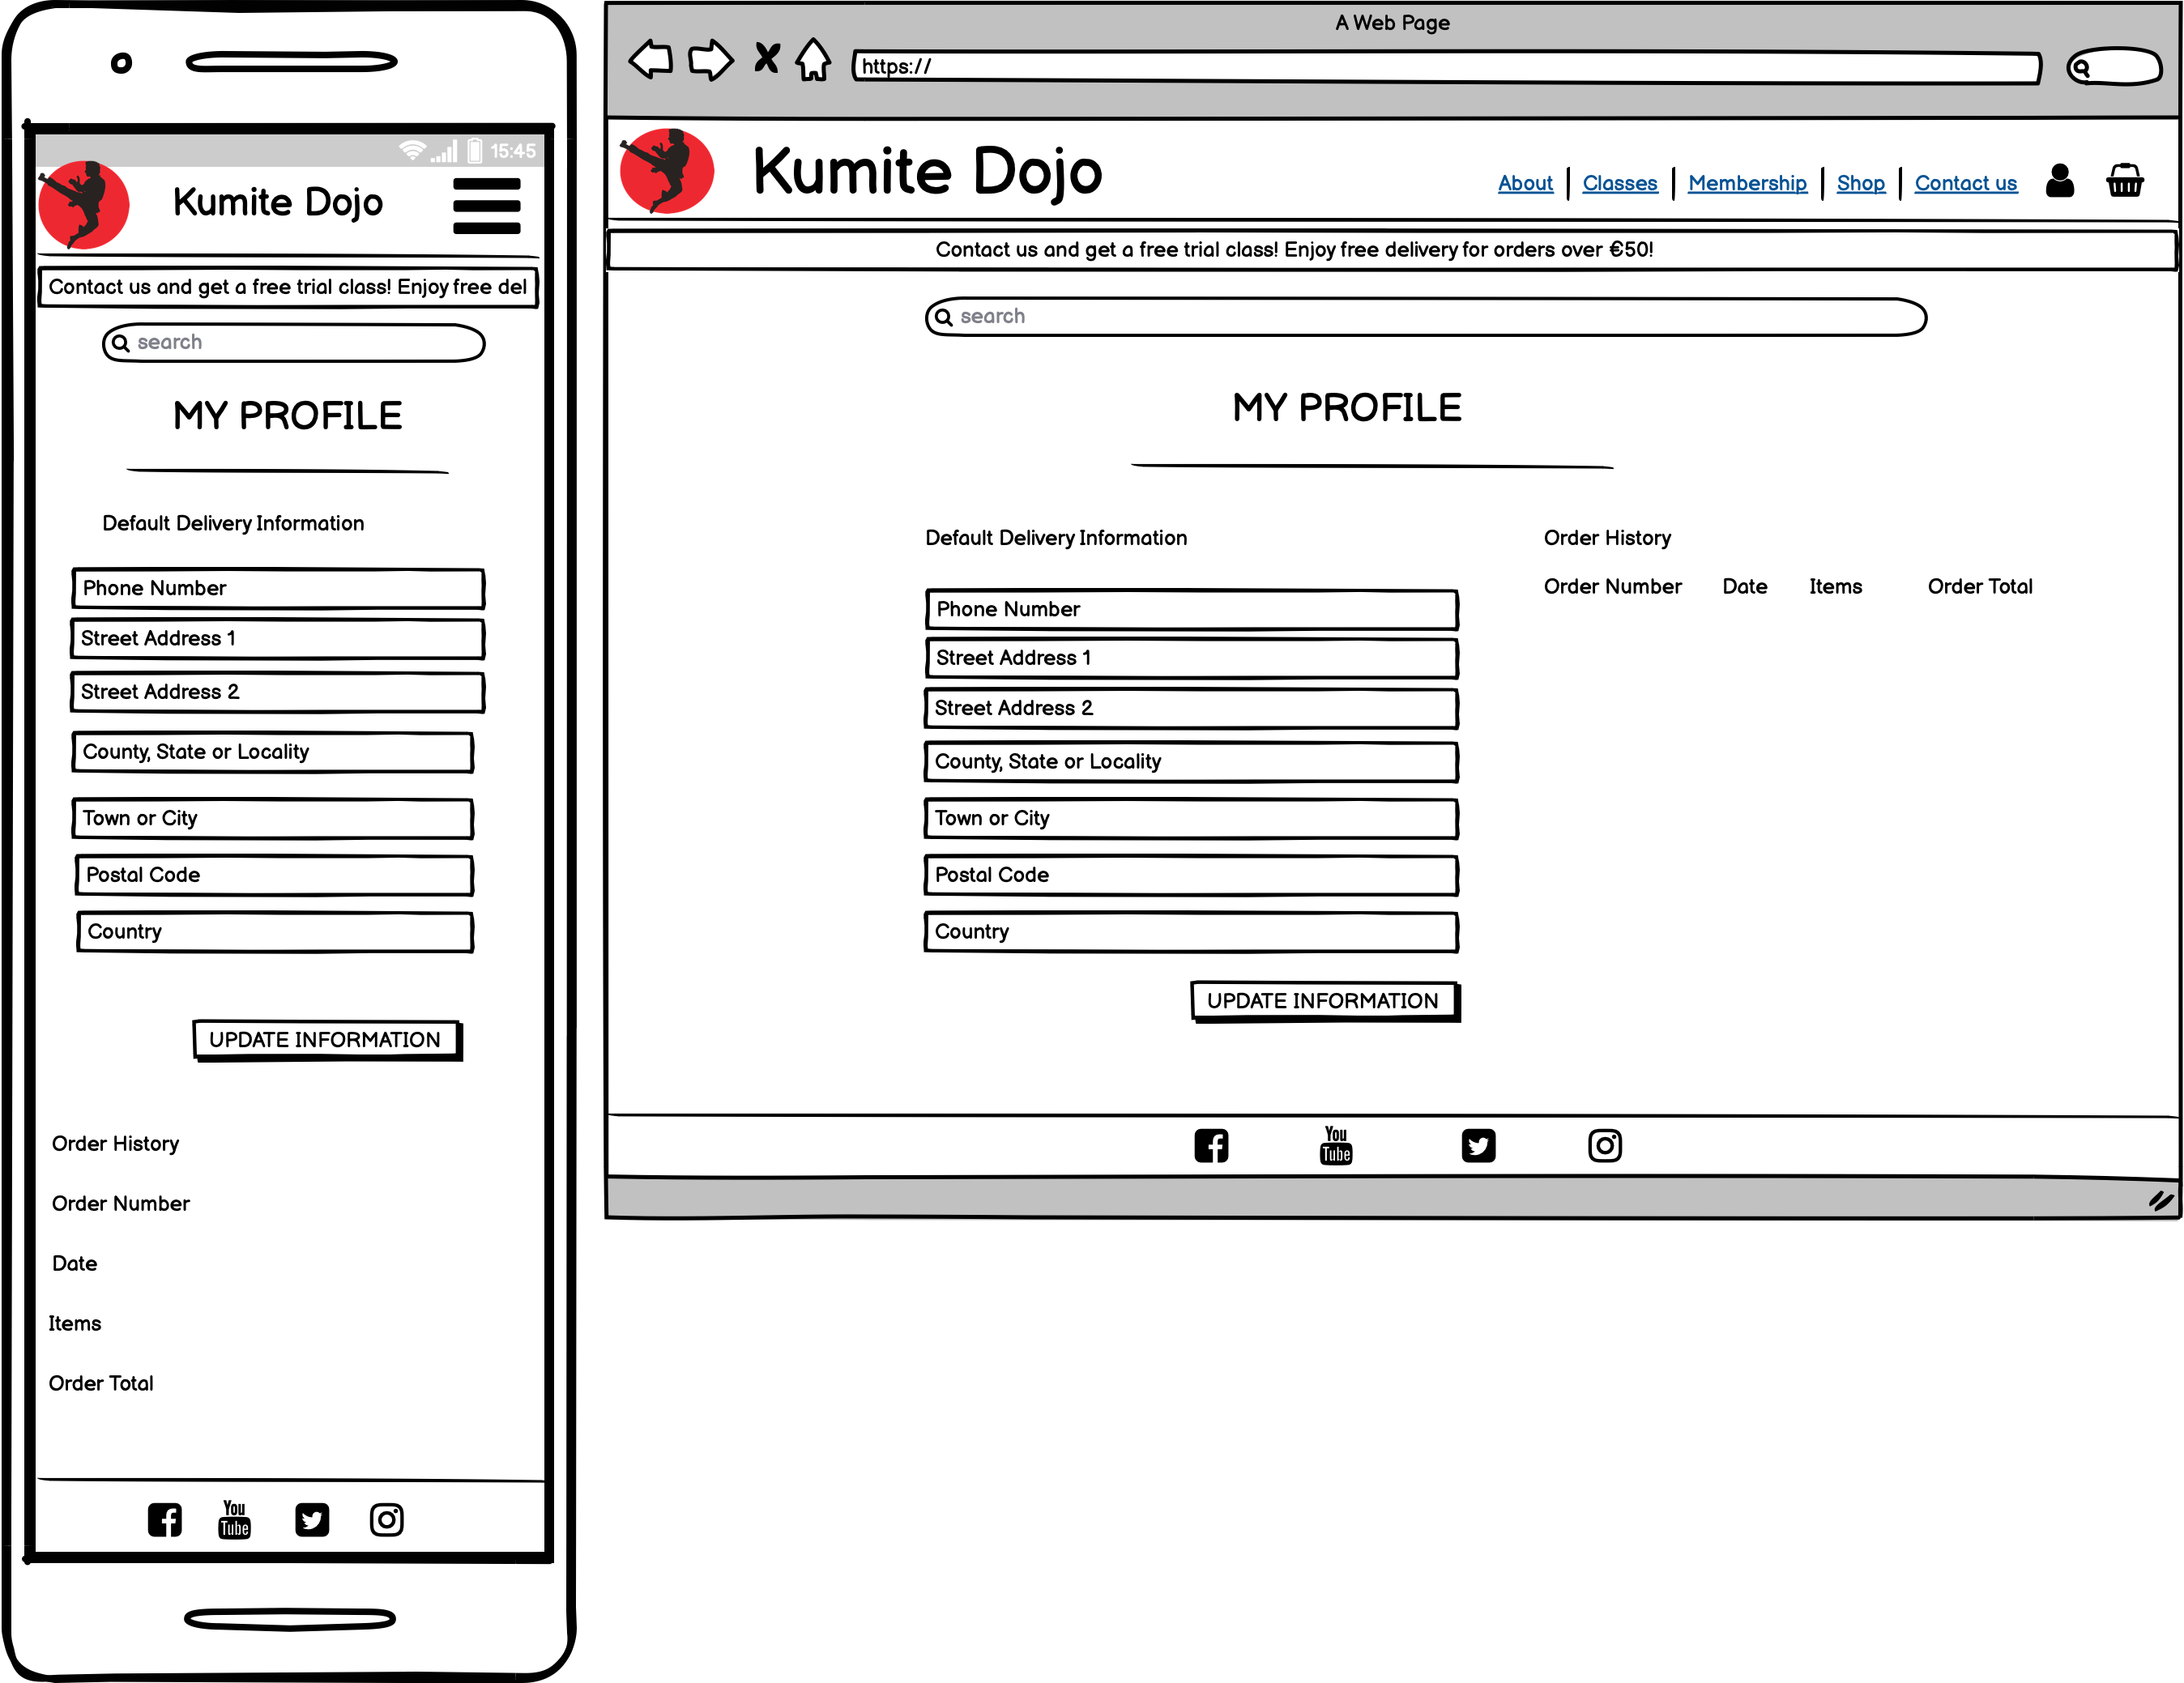 15:45
Kumite Dojo
Contact us and get a free trial class! Enjoy free del
search
MY PROFILE
Default Delivery Information
Phone Number
Street Address 1
Street Address 2
County, State or Locality
Town or City
Postal Code
Country
UPDATE INFORMATION
Order History
Order Number
Date
Items
Order Total
You
Tube
A Web Page
https://
Kumite Dojo
About Classes Membership Shop Contact us
Contact us and get a free trial class! Enjoy free delivery for orders over €50!
search
MY PROFILE
Default Delivery Information
Phone Number
Street Address 1
Street Address 2
County, State or Locality
Town or City
Postal Code
Country
UPDATE INFORMATION
Order History
Order Number Date Items Order Total
You
Tube